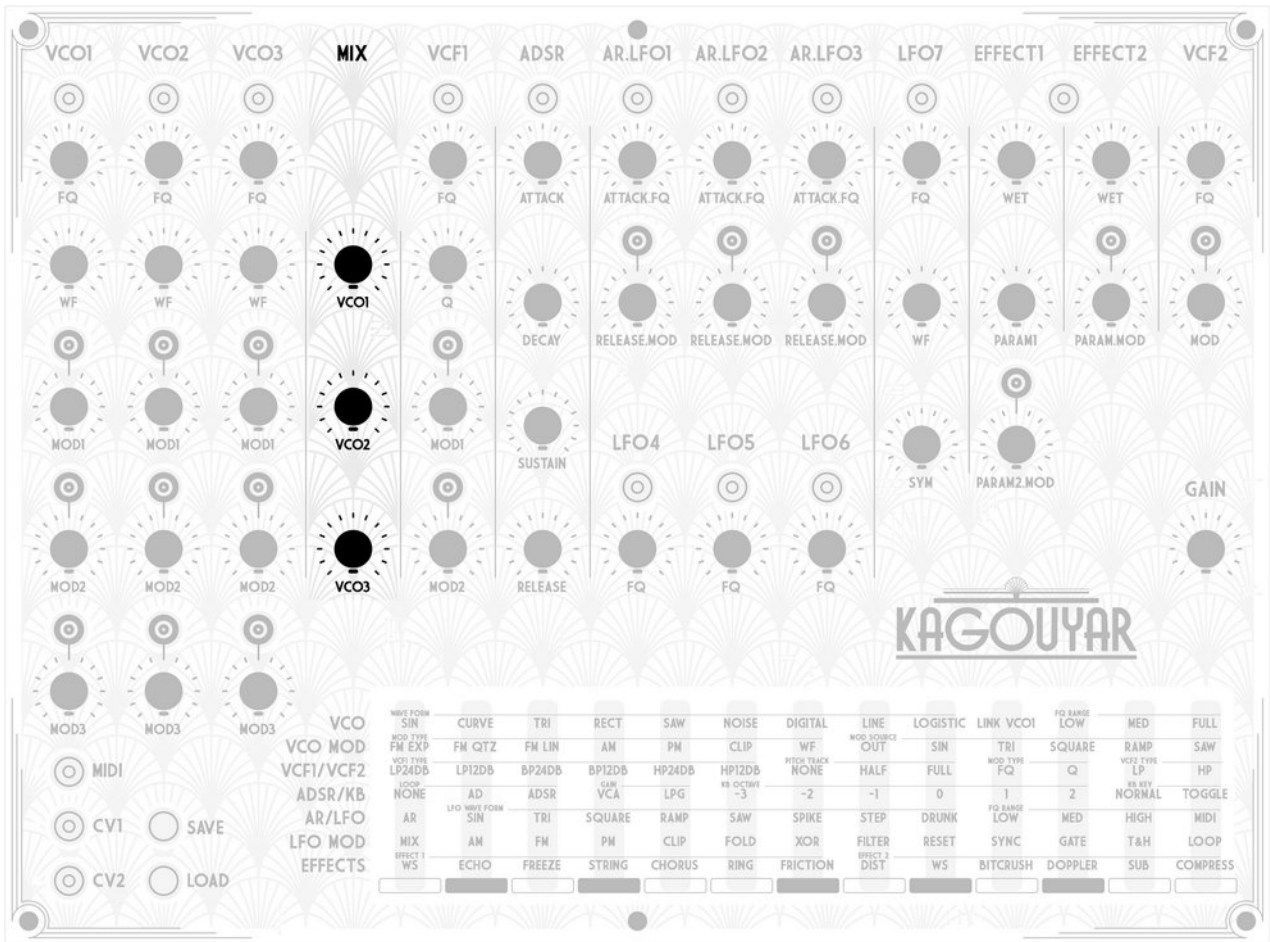 VCO1 VCO2 VCO3 MIX VCF1 ADSR AR.LFO1 AR.LFO2 AR.LFO3 LFO7 EFFECT1 EFFECT2 VCF2
FQ FQ FQ FQ ATTACK ATTACK.FQ ATTACK.FQ ATTACK.FQ FQ WET WET FQ
WF WF WF VCO1 Q
DECAY RELEASE.MOD RELEASE.MOD RELEASE.MOD WF PARAM1 PARAM.MOD MOD
MOD1 MOD1 MOD1 VCO2 MOD1
LFO4 LFO5 LFO6
SUSTAIN
SYM PARAM2.MOD
GAIN
MOD2 MOD2 MOD2 VCO3 MOD2 RELEASE FQ FQ FQ
KAGOUYAR
MOD3 MOD3 MOD3
WAVE FORM FQ RANGE
VCO SIN CURVE TRI RECT SAW NOISE DIGITAL LINE LOGISTIC LINK VCO1 LOW MED FULL
MOD TYPE MOD SOURCE
VCO MOD FM EXP FM QTZ FM LIN AM PM CLIP WF OUT SIN TRI SQUARE RAMP SAW
VCF1 TYPE PITCH TRACK MOD TYPE VCF2 TYPE
VCF1/VCF2 LP24DB LP12DB BP24DB BP12DB HP24DB HP12DB NONE HALF FULL FQ Q LP HP
LOOP GAIN KB OCTAVE KB KEY
ADSR/KB NONE AD ADSR VCA LPG -3 -2 -1 0 1 2 NORMAL TOGGLE
LFO WAVE FORM FQ RANGE
AR/LFO AR SIN TRI SQUARE RAMP SAW SPIKE STEP DRUNK LOW MED HIGH MIDI
LFO MOD MIX AM FM PM CLIP FOLD XOR FILTER RESET SYNC GATE T&H LOOP
EFFECT 1 EFFECT 2
EFFECTS WS ECHO FREEZE STRING CHORUS RING FRICTION DIST WS BITCRUSH DOPPLER SUB COMPRESS
MIDI
CV1 SAVE
CV2 LOAD